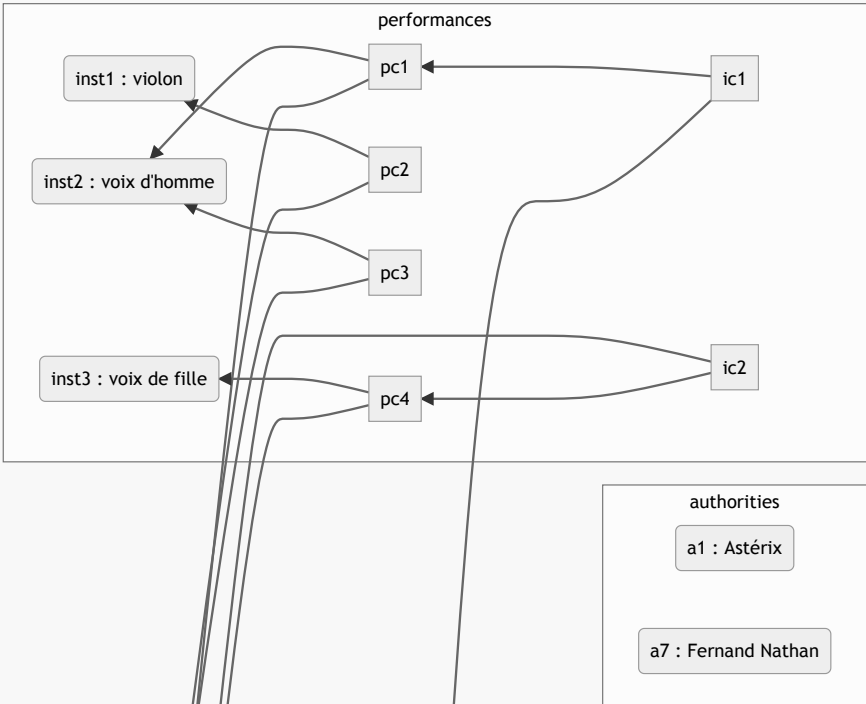 performances
inst1 : violon
pc1
ic1
inst2 : voix d'homme
pc2
pc3
inst3 : voix de fille
pc4
ic2
authorities
a1 : Astérix
a7 : Fernand Nathan